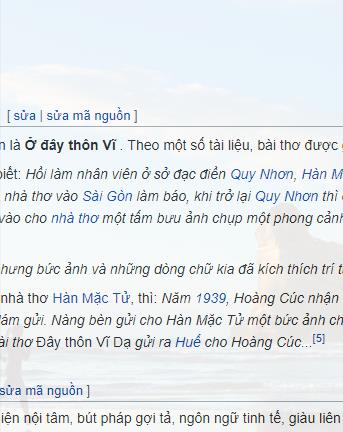 [ sửa | sửa mã nguồn ]
là Ở đây thôn Vĩ . Theo một số tài liệu, bài thơ được
biết: Hồi làm nhân viên ở sở đạc điền Quy Nhơn, Hàn M
nhà thơ vào Sài Gòn làm báo, khi trở lại Quy Nhơn thì
vào cho nhà thơ một tấm bưu ảnh chụp một phong cảnh
hưng bức ảnh và những dòng chữ kia đã kích thích trí t
nhà thơ Hàn Mặc Tử, thì: Năm 1939, Hoàng Cúc nhận
gửi. Nàng bèn gửi cho Hàn Mặc Tử một bức ảnh ch
ài thơ Đây thôn Vĩ Dạ gửi ra Huế cho Hoàng Cúc...[5]
sửa mã nguồn ]
iện nội tâm, bút pháp gợi tả, ngôn ngữ tinh tế, giàu liên